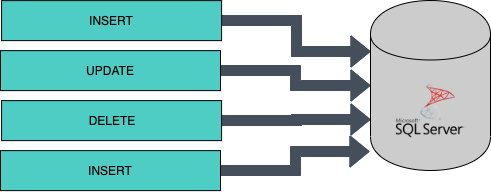 INSERT
UPDATE
DELETE
INSERT
Microsoft
SQL Server